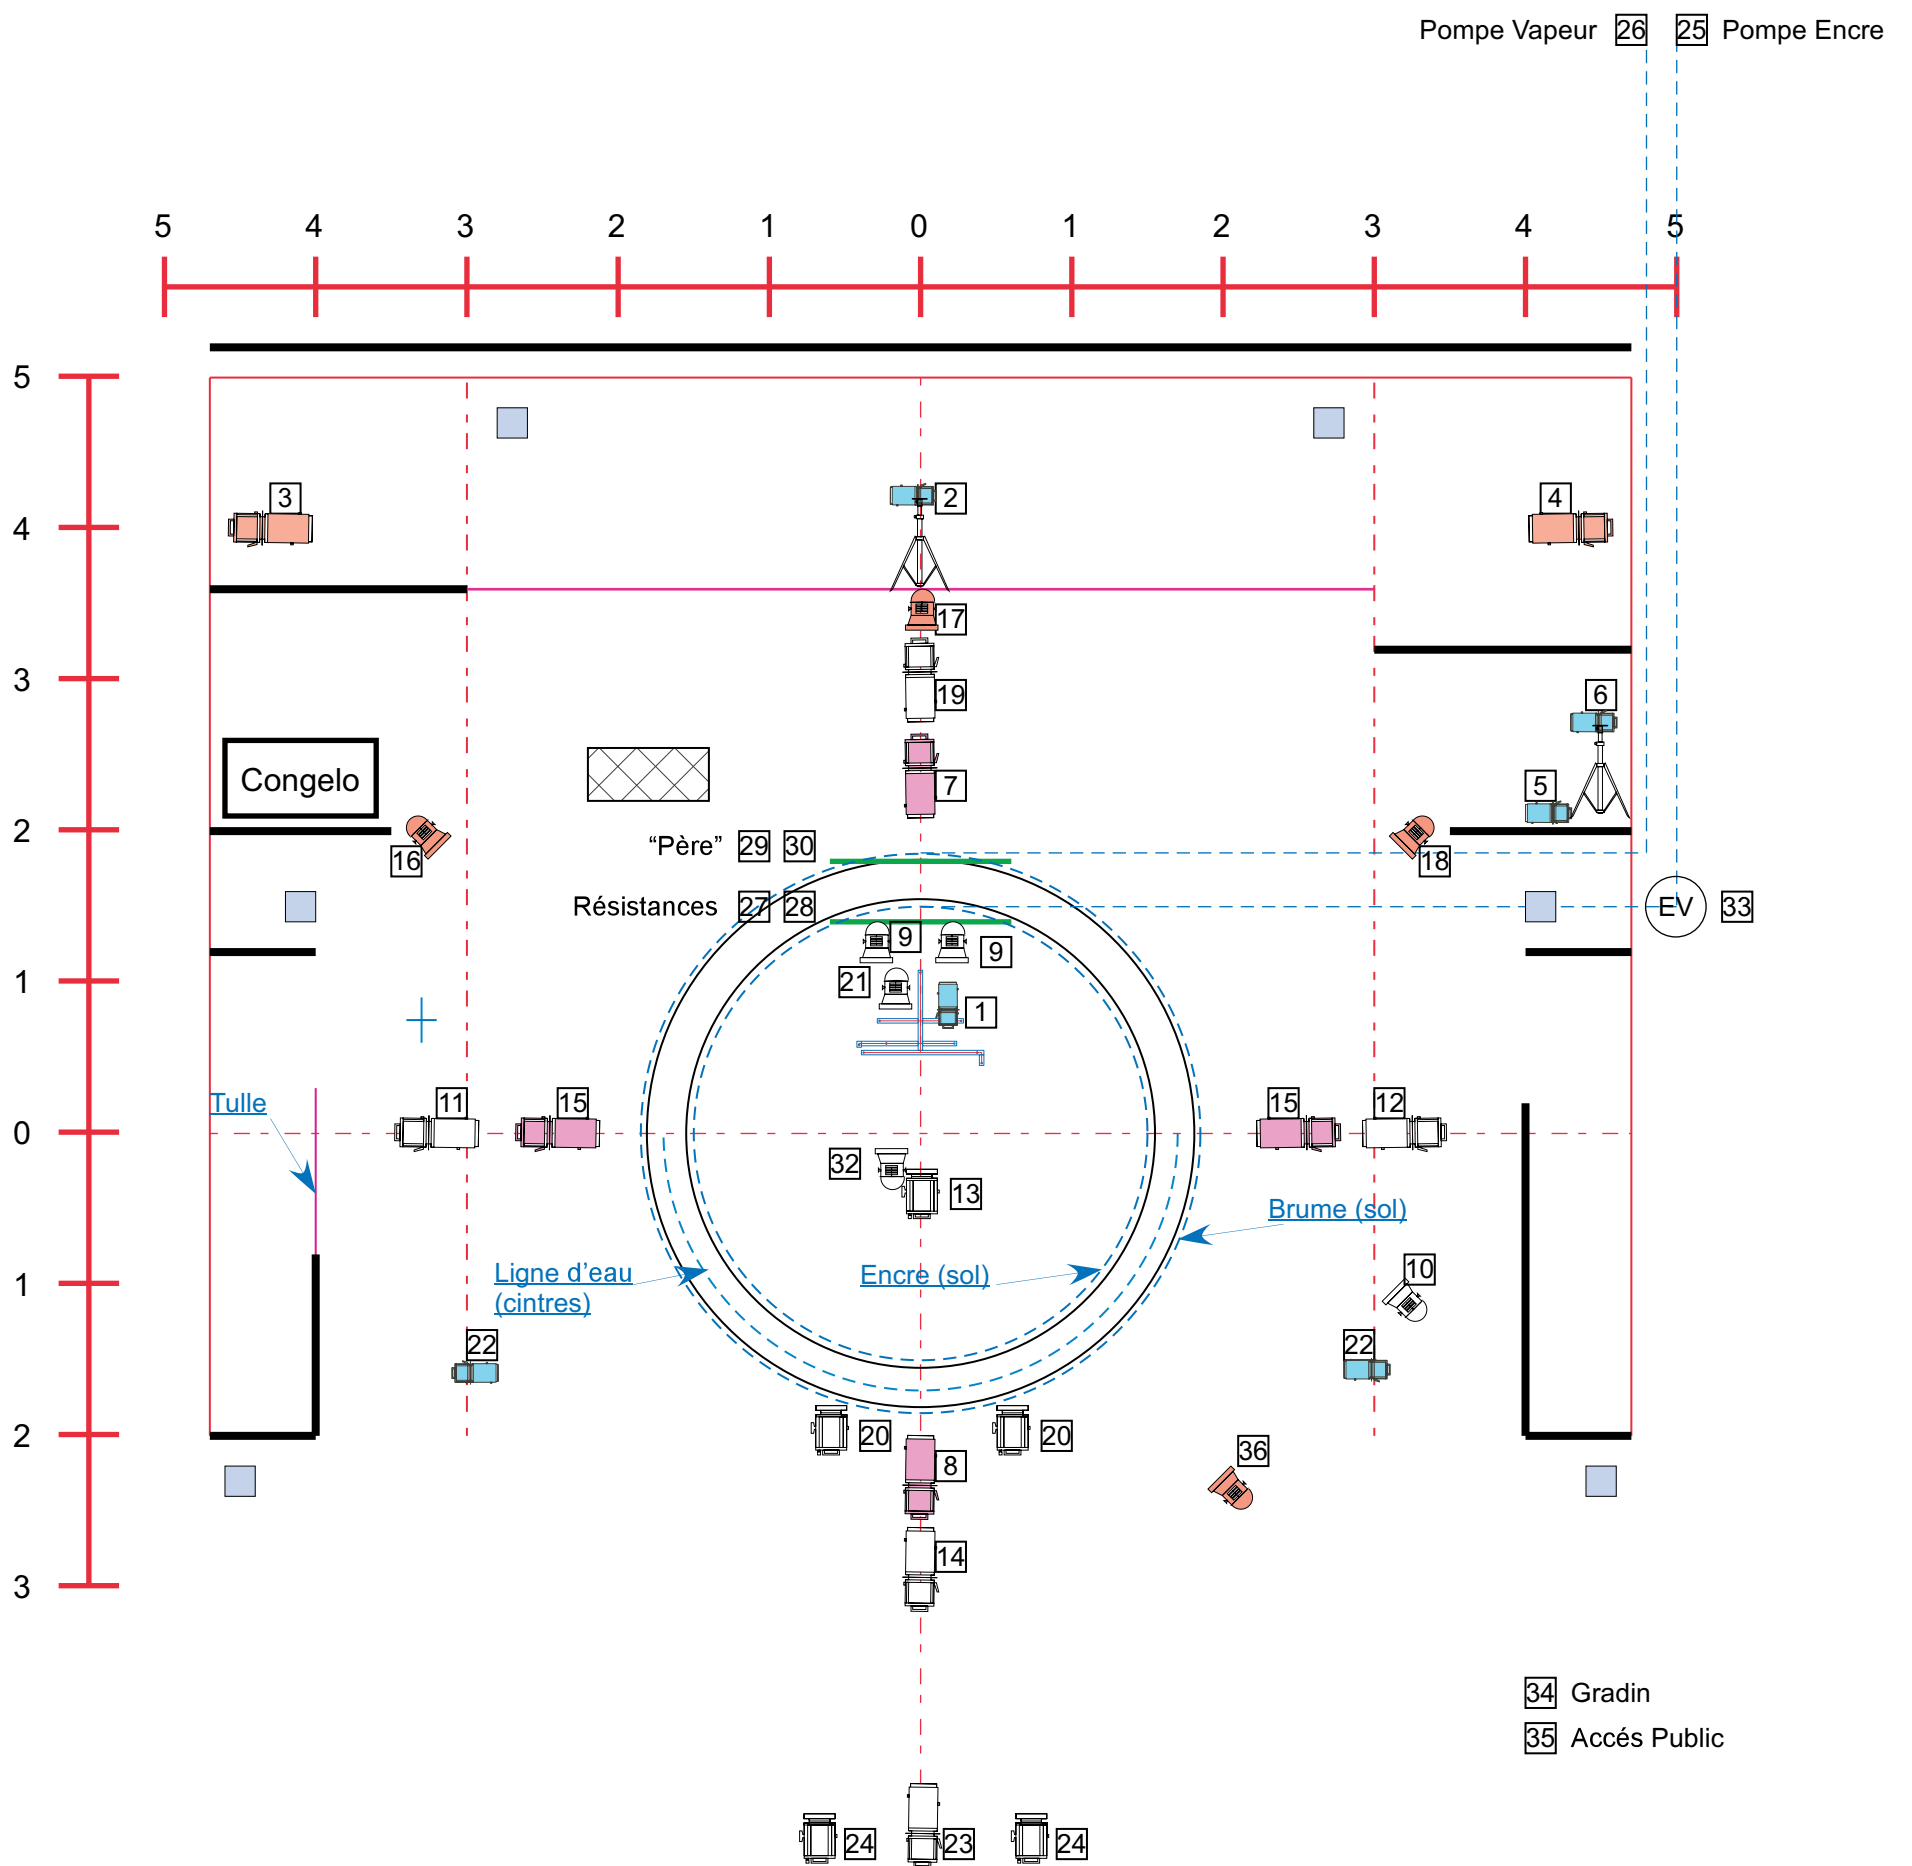 Pompe Vapeur 26 25 Pompe Encre
5 4 3 2 1 0 1 2 3 4 5
5
3 2 4
4
17
3 19 6
Congelo 7 5
2
“Père” 29 30
16 18
Résistances 27 28 EV 33
9 9
21
1 1
Tulle 11 15 15 12
0
32 13
Brume (sol)
Ligne d’eau
(cintres)
Encre (sol) 10
1
22 22
2 20 20 36
8
14
3
34 Gradin
35 Accés Public
24 23 24